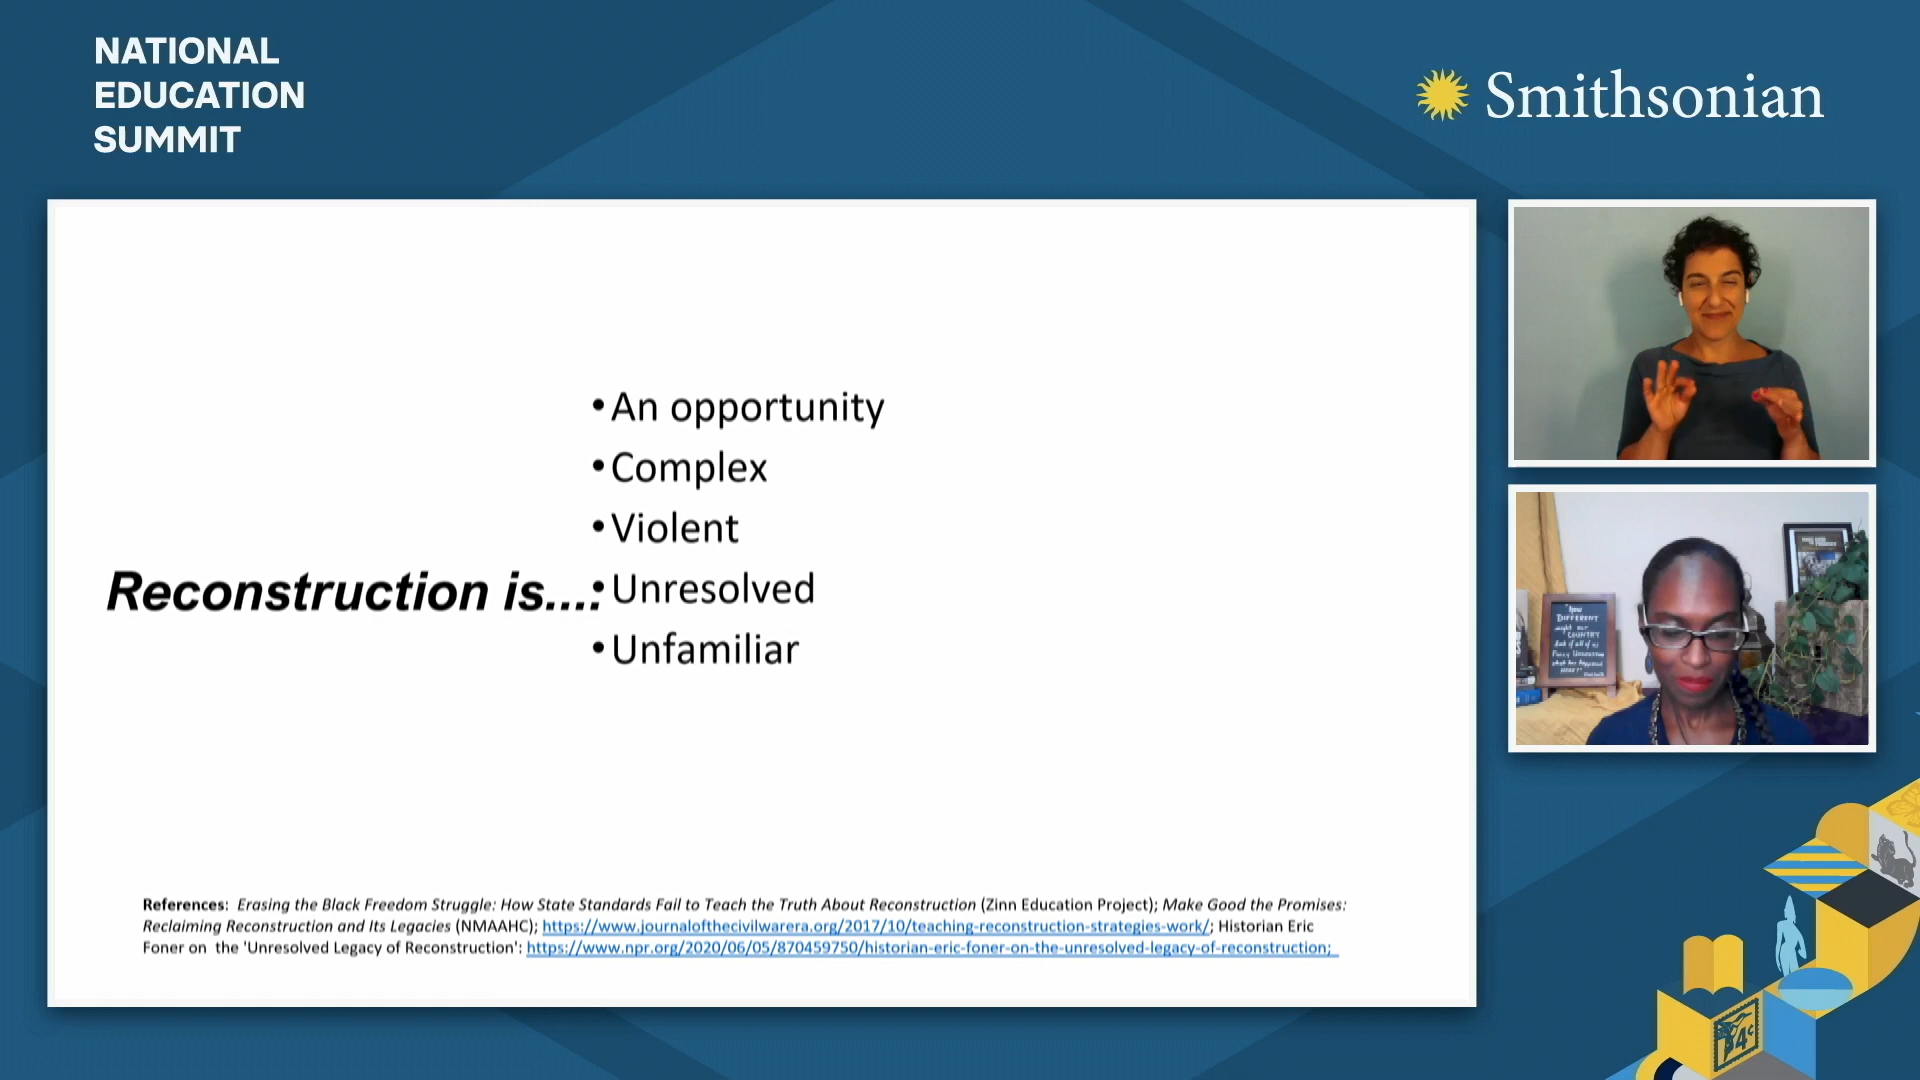 NATIONAL
EDUCATION
SUMMIT
Smithsonian
• An opportunity
• Complex
• Violent
Reconstruction is...:
• Unresolved
• Unfamiliar
References: Erasing the Black Freedom Struggle: How State Standards Fail to Teach the Truth About Reconstruction (Zinn Education Project); Make Good the Promises:
Reclaiming Reconstruction and Its Legacies (NMAAHC); https://www.journalofthecivilwarera.org/2017/10/teaching-reconstruction-strategies-work/; Historian Eric
Foner on the 'Unresolved Legacy of Reconstruction': https://www.npr.org/2020/06/05/870459750/historian-eric-foner-on-the-unresolved-legacy-of-reconstruction;
DIFFERENT
COUNTRY
4¢